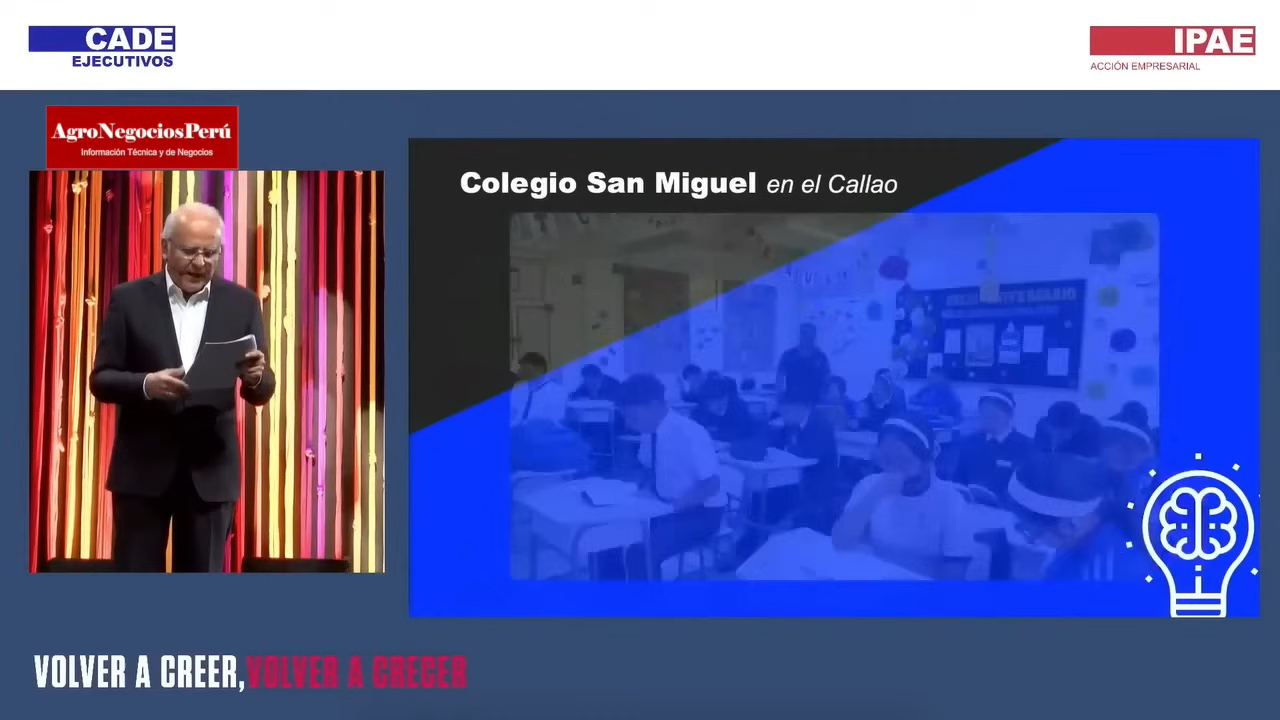 CADE
EJECUTIVOS
IPAE
ACCIÓN EMPRESARIAL
AgroNegociosPerú
Información Técnica y de Negocios
Colegio San Miguel en el Callao
VOLVER A CREER, VOLVER A CRECER